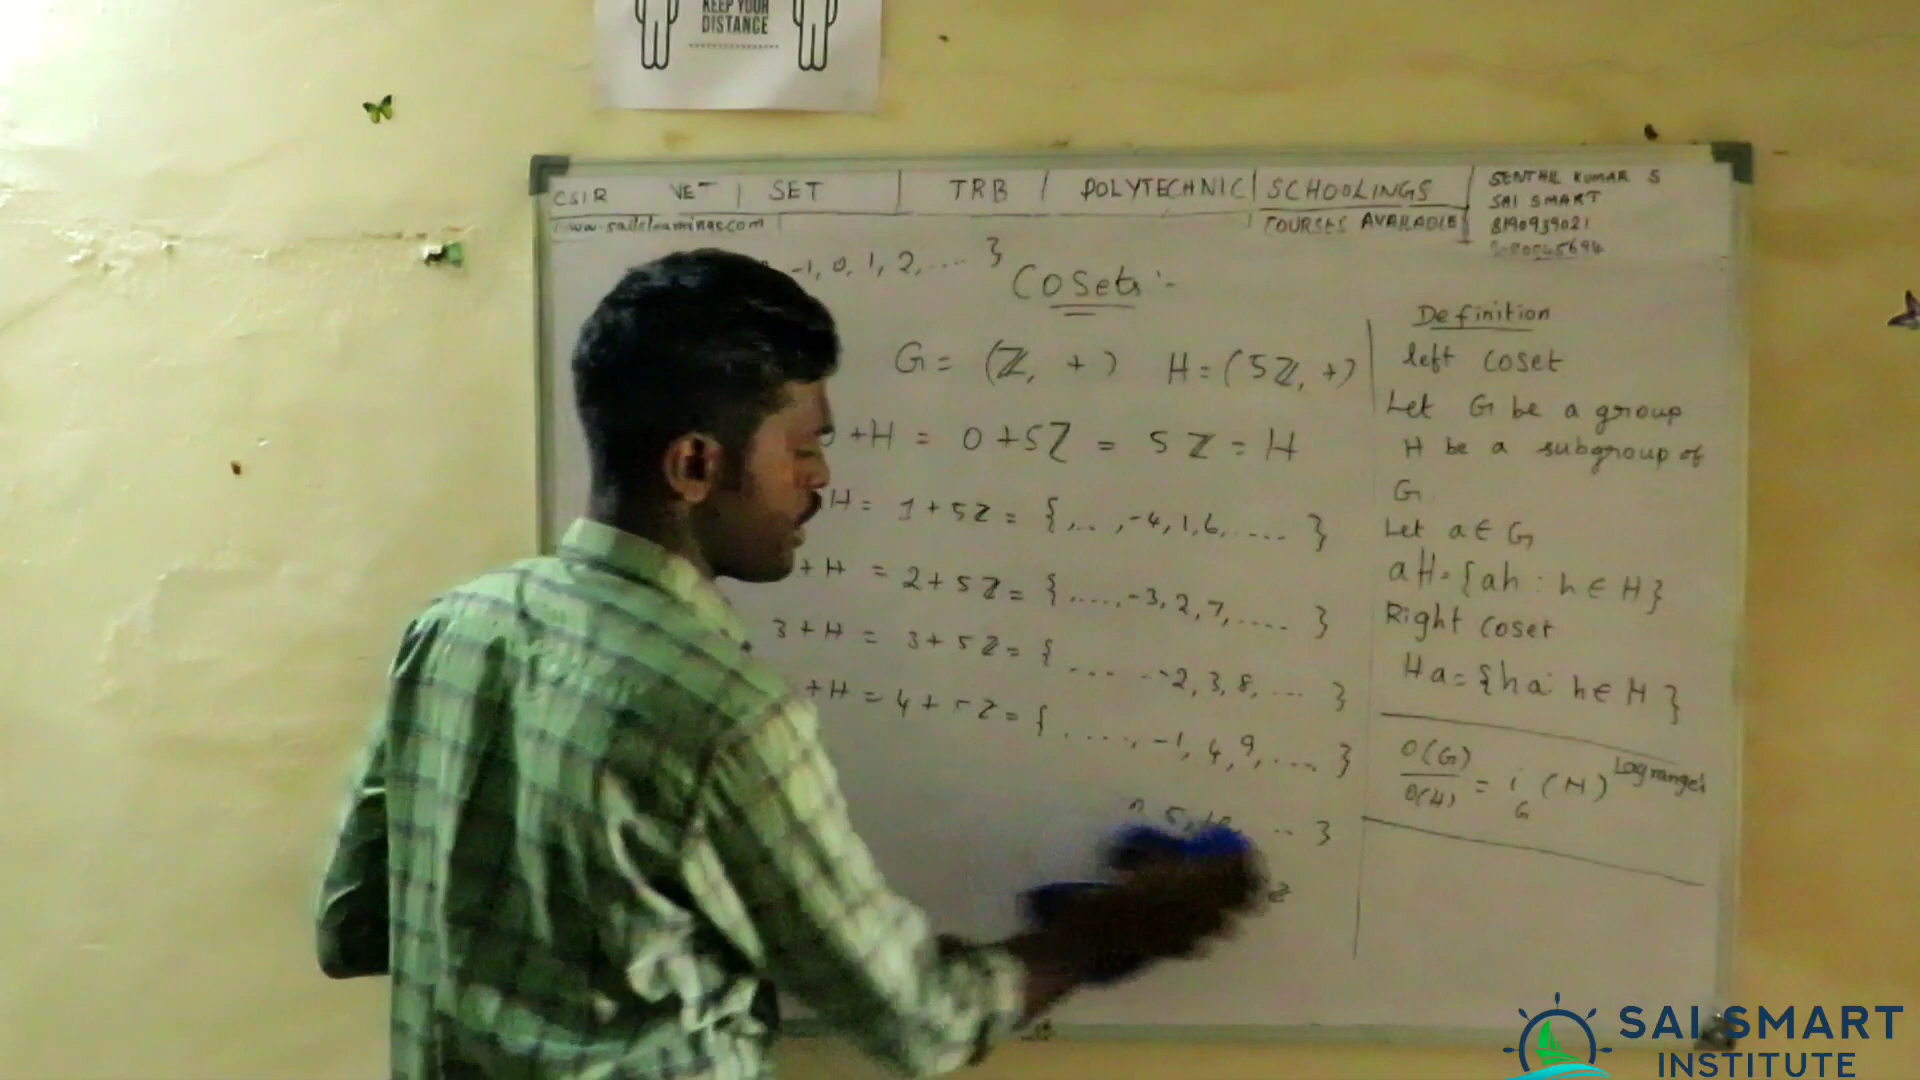 KEEP YOUR
DISTANCE
CSIR NET | SET | TRB | POLYTECHNIC | SCHOOLINGS
COURSES AVAILABLE
SENTHIL KUMAR S
SAI SMART
8190939021
-1, 0, 1, 2, .... }
Cosets :-
G = (ℤ, +) H = (5ℤ, +)
0 + H = 0 + 5ℤ = 5ℤ = H
H = 1 + 5ℤ = {, .., -4, 1, 6, ..... }
+ H = 2 + 5ℤ = { ....., -3, 2, 7, ..... }
3 + H = 3 + 5ℤ = { ..... -2, 3, 8, ... }
+ H = 4 + 5ℤ = { ....., -1, 4, 9, .... }
5, 10, ... }
ℤ
Definition
left coset
Let G be a group
H be a subgroup of
G
Let a ∈ G
aH = {ah : h ∈ H}
Right coset
Ha = {ha : h ∈ H}
O(G)/O(H) = i_G (H) Lagrange's
SAI SMART
INSTITUTE